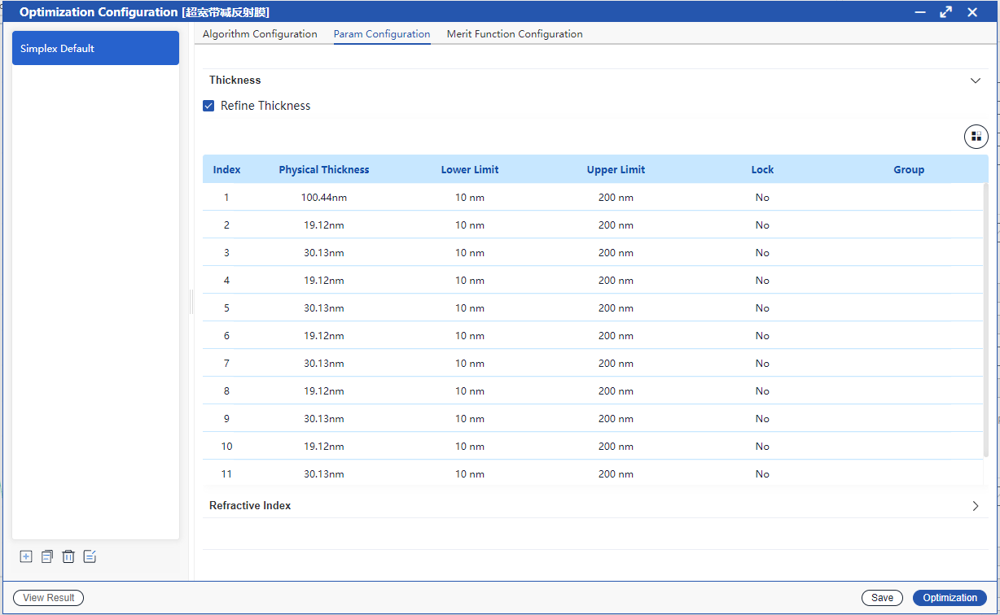 Optimization Configuration [超宽带减反射膜]
Simplex Default
Algorithm Configuration Param Configuration Merit Function Configuration
Thickness
Refine Thickness
Index Physical Thickness Lower Limit Upper Limit Lock Group
1 100.44nm 10 nm 200 nm No
2 19.12nm 10 nm 200 nm No
3 30.13nm 10 nm 200 nm No
4 19.12nm 10 nm 200 nm No
5 30.13nm 10 nm 200 nm No
6 19.12nm 10 nm 200 nm No
7 30.13nm 10 nm 200 nm No
8 19.12nm 10 nm 200 nm No
9 30.13nm 10 nm 200 nm No
10 19.12nm 10 nm 200 nm No
11 30.13nm 10 nm 200 nm No
Refractive Index
View Result Save Optimization